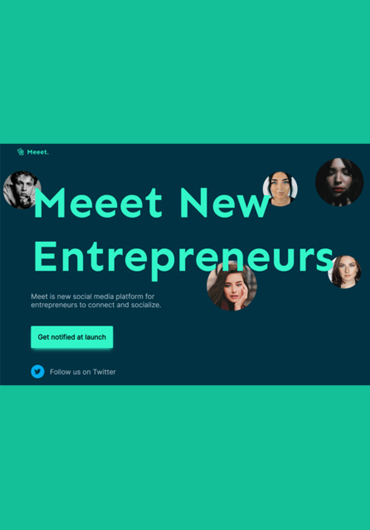 Meeet.
Meeet New
Entrepreneurs
Meet is new social media platform for
entrepreneurs to connect and socialize.
Get notified at launch
Follow us on Twitter